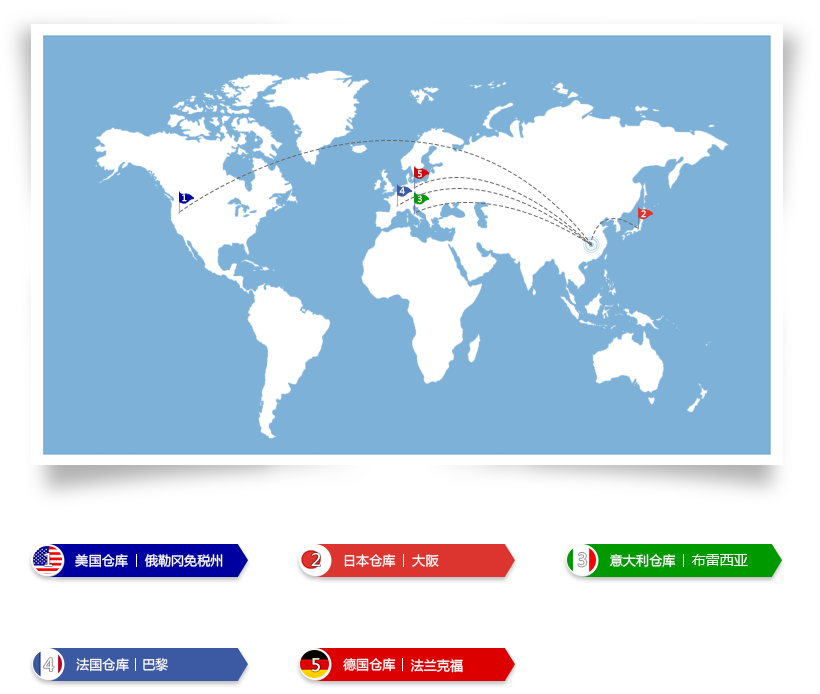 5
1
4
3
2
1 美国仓库 | 俄勒冈免税州
2 日本仓库 | 大阪
3 意大利仓库 | 布雷西亚
4 法国仓库 | 巴黎
5 德国仓库 | 法兰克福